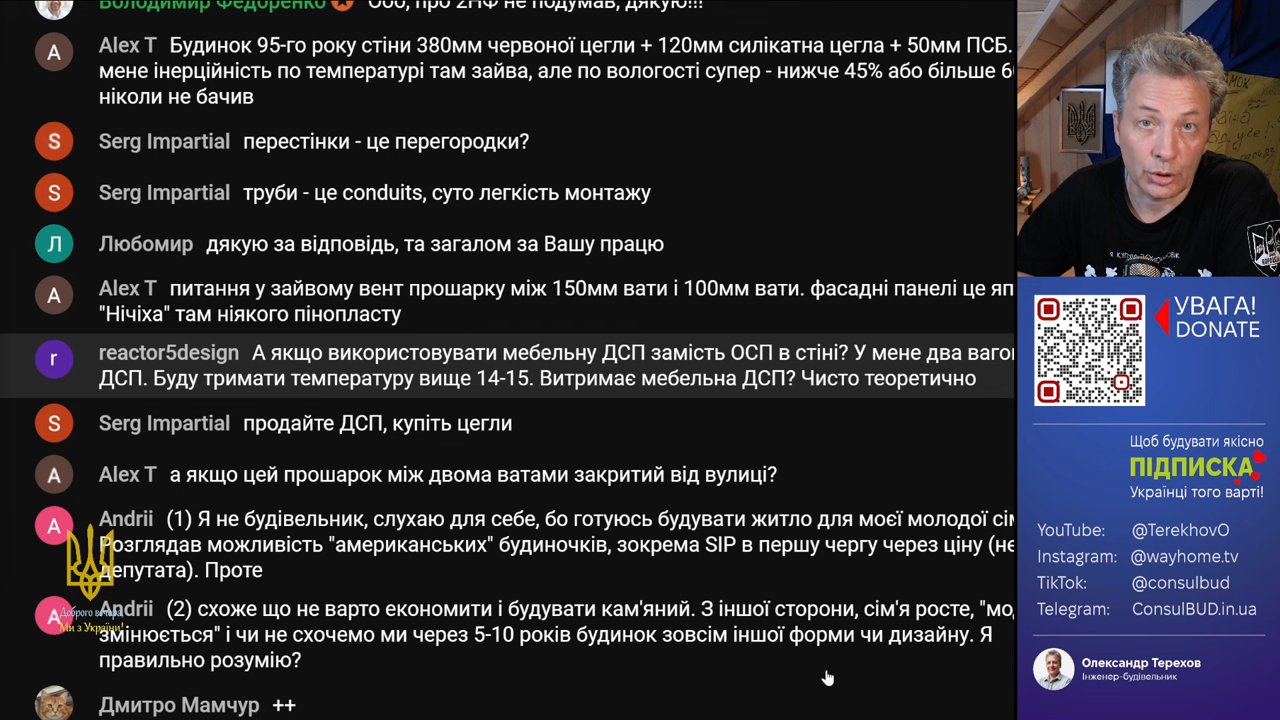 Володимир Федоренко Ооо, про 2НФ не подумав, дякую!!!
A Alex T Будинок 95-го року стіни 380мм червоної цегли + 120мм силікатна цегла + 50мм ПСБ.
мене інерційність по температурі там зайва, але по вологості супер - нижче 45% або більше
ніколи не бачив
S Serg Impartial перестінки - це перегородки?
S Serg Impartial труби - це conduits, суто легкість монтажу
Л Любомир дякую за відповідь, та загалом за Вашу працю
A Alex T питання у зайвому вент прошарку між 150мм вати і 100мм вати. фасадні панелі це
"Нічіха" там ніякого пінопласту
r reactor5design А якщо використовувати мебельну ДСП замість ОСП в стіні? У мене два
ДСП. Буду тримати температуру вище 14-15. Витримає мебельна ДСП? Чисто теоретично
S Serg Impartial продайте ДСП, купіть цегли
A Alex T а якщо цей прошарок між двома ватами закритий від вулиці?
A Andrii (1) Я не будівельник, слухаю для себе, бо готуюсь будувати житло для моєї молодої
Розглядав можливість "американських" будиночків, зокрема SIP в першу чергу через ціну
депутата). Проте
A Andrii (2) схоже що не варто економити і будувати кам'яний. З іншої сторони, сім'я росте,
змінюється" і чи не схочемо ми через 5-10 років будинок зовсім іншої форми чи дизайну. Я
правильно розумію?
Дмитро Мамчур ++
Доброго вечора
Ми з України!
УВАГА!
DONATE
Щоб будувати якісно
ПІДПИСКА
Українці того варті!
YouTube: @TerekhovO
Instagram: @wayhome.tv
TikTok: @consulbud
Telegram: ConsulBUD.in.ua
Олександр Терехов
Інженер-будівельник